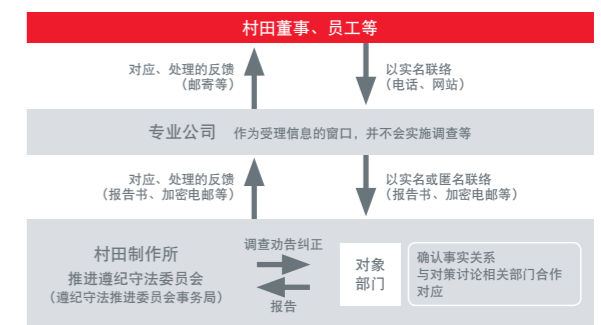 村田董事、员工等
对应、处理的反馈
（邮寄等）
以实名联络
（电话、网站）
专业公司 作为受理信息的窗口，并不会实施调查等
对应、处理的反馈
（报告书、加密电邮等）
以实名或匿名联络
（报告书、加密电邮等）
村田制作所
推进遵纪守法委员会
（遵纪守法推进委员会事务局）
调查劝告纠正
报告
对象
部门
确认事实关系
与对策讨论相关部门合作
对应